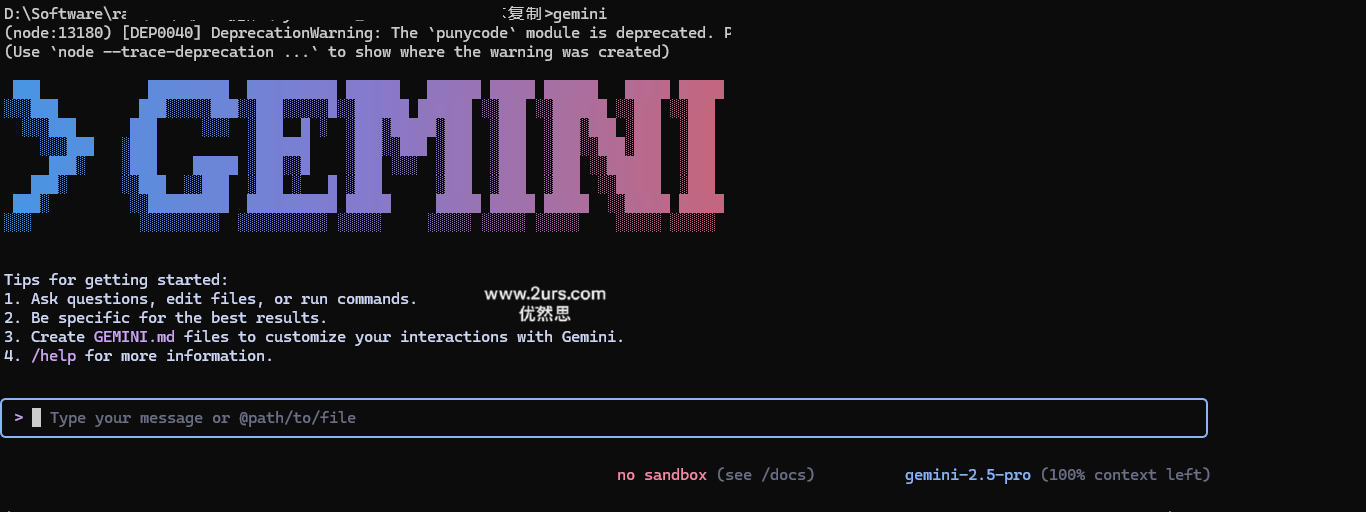 D:\Software\ra 复制>gemini
(node:13180) [DEP0040] DeprecationWarning: The `punycode` module is deprecated. P
(Use `node --trace-deprecation ...` to show where the warning was created)
> GEMINI
Tips for getting started:
1. Ask questions, edit files, or run commands.
2. Be specific for the best results.
3. Create GEMINI.md files to customize your interactions with Gemini.
4. /help for more information.
www.2urs.com
优然思
> Type your message or @path/to/file
no sandbox (see /docs) gemini-2.5-pro (100% context left)